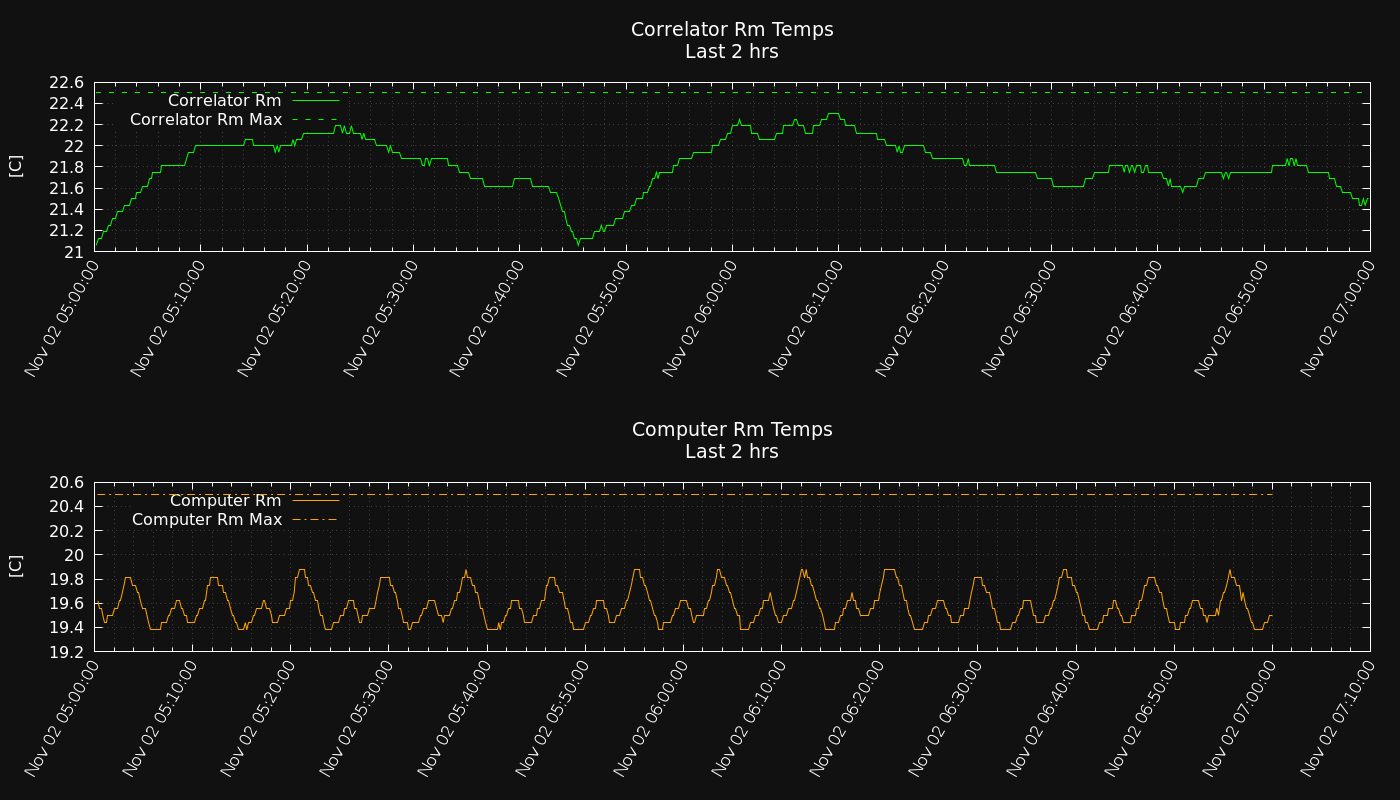 Correlator Rm Temps
Last 2 hrs
22.6
22.4
22.2
22
21.8
21.6
21.4
21.2
21
[C]
Correlator Rm
Correlator Rm Max
Nov 02 05:00:00
Nov 02 05:10:00
Nov 02 05:20:00
Nov 02 05:30:00
Nov 02 05:40:00
Nov 02 05:50:00
Nov 02 06:00:00
Nov 02 06:10:00
Nov 02 06:20:00
Nov 02 06:30:00
Nov 02 06:40:00
Nov 02 06:50:00
Nov 02 07:00:00
Computer Rm Temps
Last 2 hrs
20.6
20.4
20.2
20
19.8
19.6
19.4
19.2
[C]
Computer Rm
Computer Rm Max
Nov 02 05:00:00
Nov 02 05:10:00
Nov 02 05:20:00
Nov 02 05:30:00
Nov 02 05:40:00
Nov 02 05:50:00
Nov 02 06:00:00
Nov 02 06:10:00
Nov 02 06:20:00
Nov 02 06:30:00
Nov 02 06:40:00
Nov 02 06:50:00
Nov 02 07:00:00
Nov 02 07:10:00